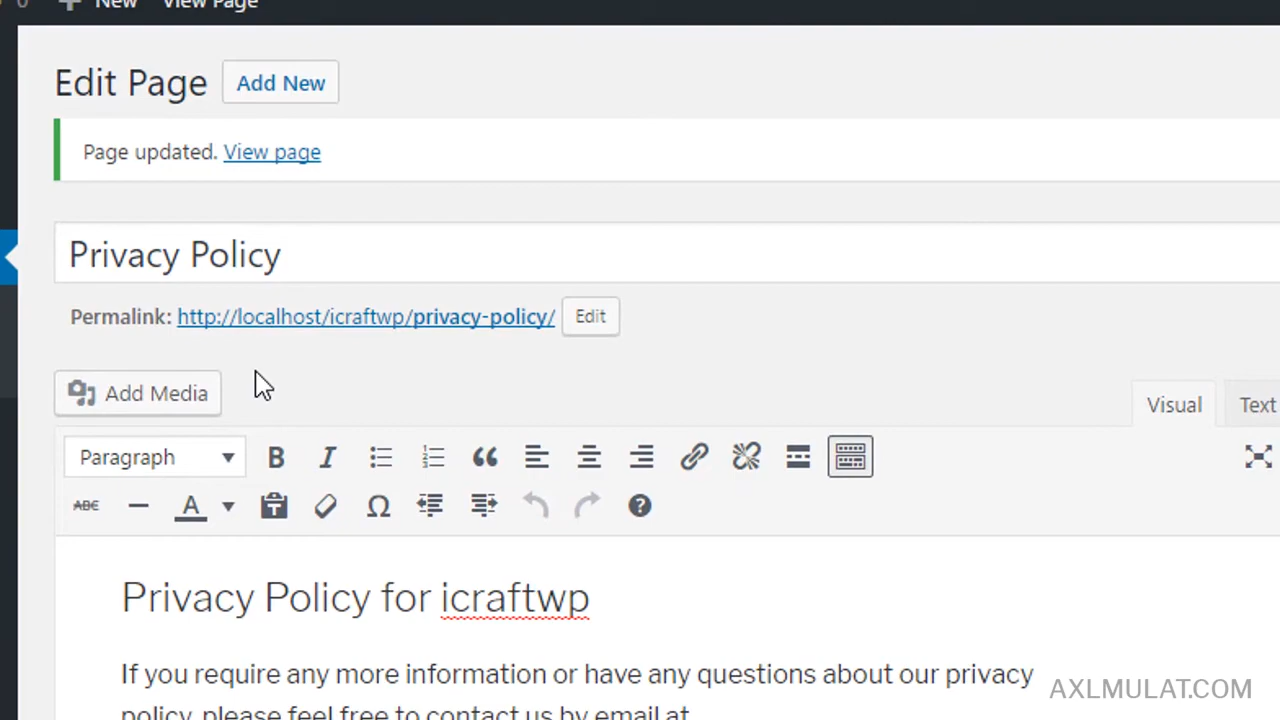 0 New View Page
Edit Page Add New
Page updated. View page
Privacy Policy
Permalink: http://localhost/icraftwp/privacy-policy/ Edit
Add Media
Visual Text
Paragraph B I
ABC A Ω ?
Privacy Policy for icraftwp
If you require any more information or have any questions about our privacy
policy, please feel free to contact us by email at
AXLMULAT.COM